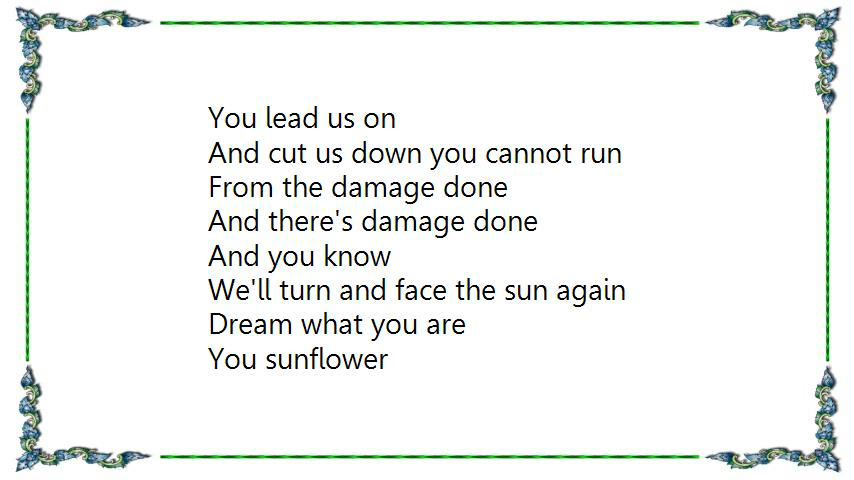 You lead us on
And cut us down you cannot run
From the damage done
And there's damage done
And you know
We'll turn and face the sun again
Dream what you are
You sunflower